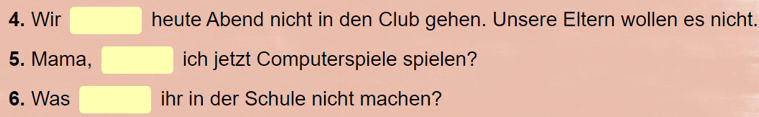 4. Wir heute Abend nicht in den Club gehen. Unsere Eltern wollen es nicht.
5. Mama, ich jetzt Computerspiele spielen?
6. Was ihr in der Schule nicht machen?